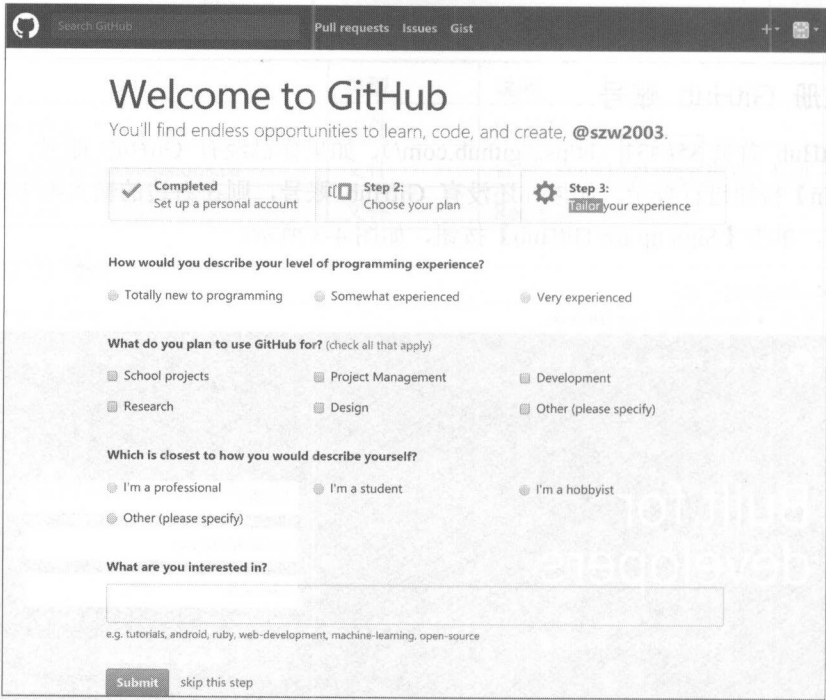 Search GitHub Pull requests Issues Gist
Welcome to GitHub
You'll find endless opportunities to learn, code, and create, @szw2003.
Completed
Set up a personal account
Step 2:
Choose your plan
Step 3:
Tailor your experience
How would you describe your level of programming experience?
Totally new to programming Somewhat experienced Very experienced
What do you plan to use GitHub for? (check all that apply)
School projects Project Management Development
Research Design Other (please specify)
Which is closest to how you would describe yourself?
I'm a professional I'm a student I'm a hobbyist
Other (please specify)
What are you interested in?
e.g. tutorials, android, ruby, web-development, machine-learning, open-source
Submit skip this step